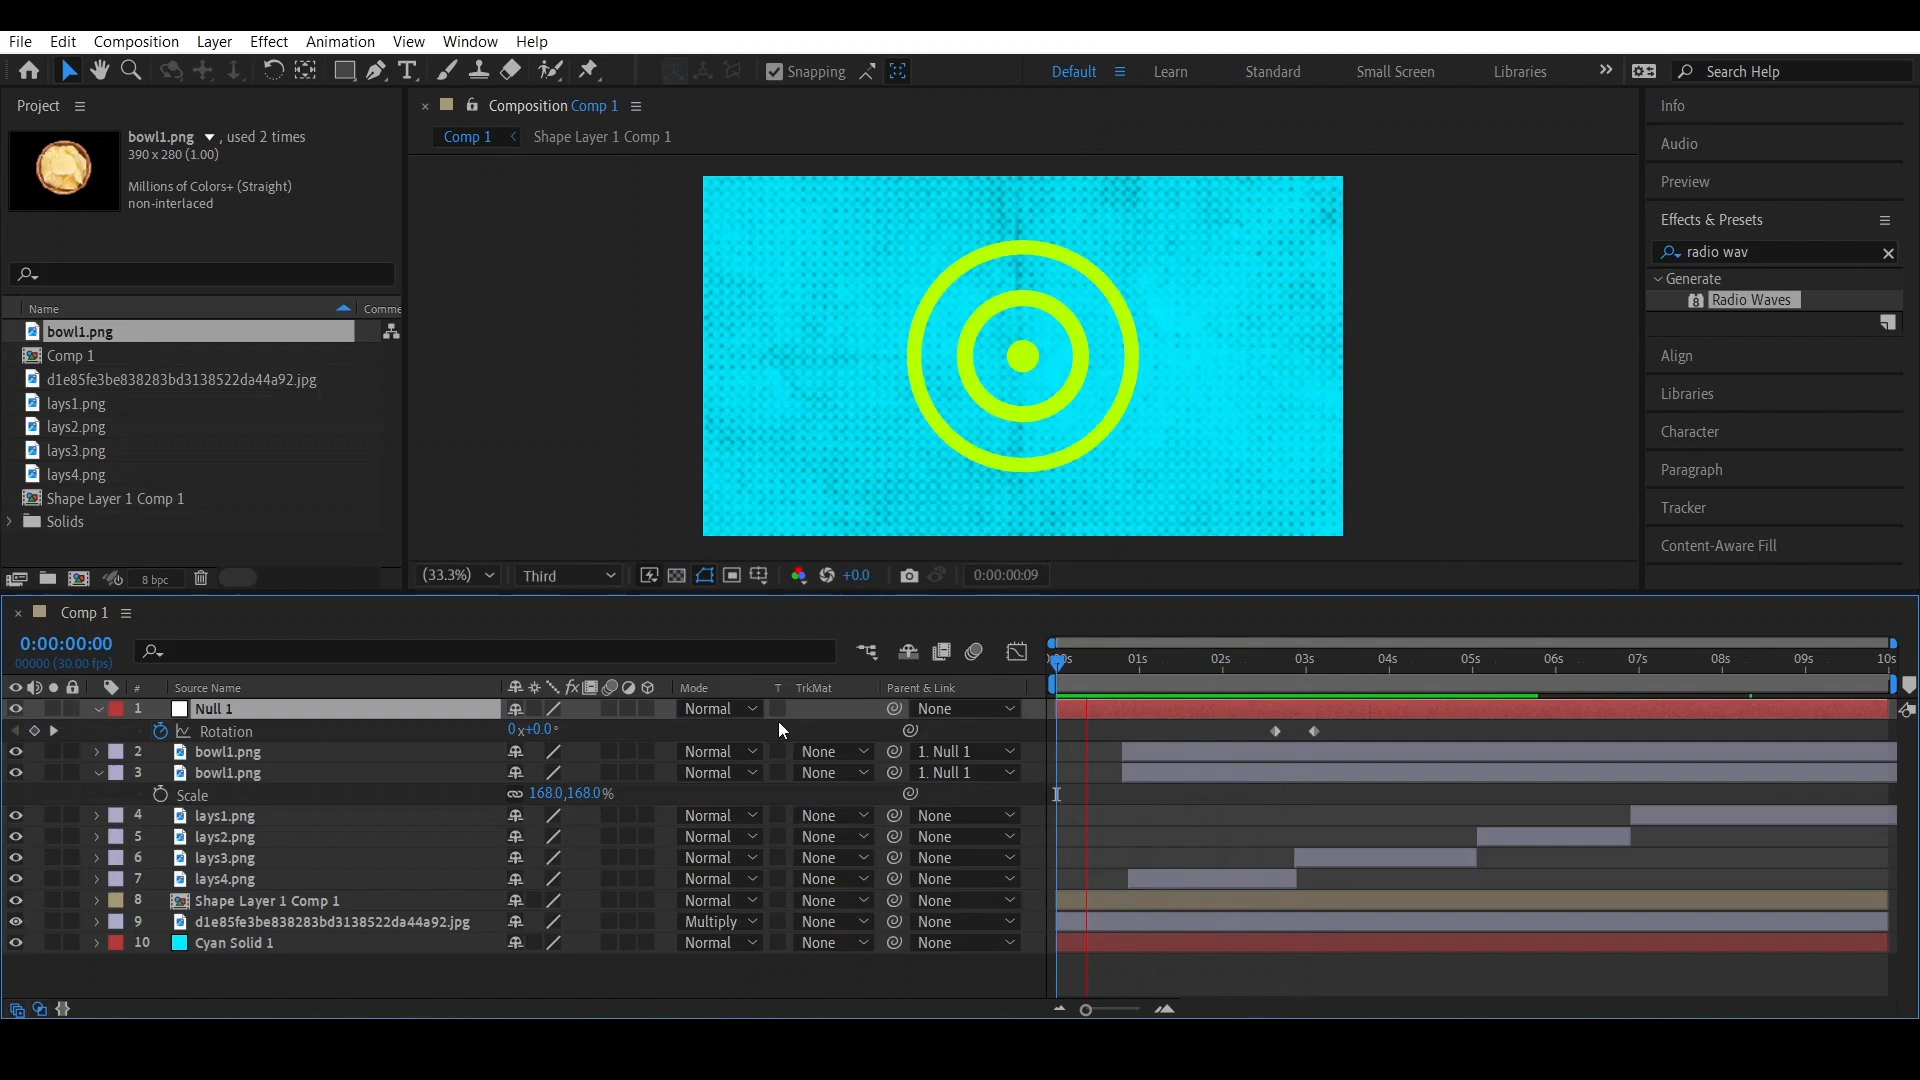 File Edit Composition Layer Effect Animation View Window Help
Snapping Default Learn Standard Small Screen Libraries Search Help
Project
bowl1.png , used 2 times
390 x 280 (1.00)
Millions of Colors+ (Straight)
non-interlaced
Name Comme
bowl1.png
Comp 1
d1e85fe3be838283bd3138522da44a92.jpg
lays1.png
lays2.png
lays3.png
lays4.png
Shape Layer 1 Comp 1
Solids
8 bpc
Composition Comp 1
Comp 1 Shape Layer 1 Comp 1
(33.3%) Third +0.0 0:00:00:09
Info
Audio
Preview
Effects & Presets
radio wav
Generate
8 Radio Waves
Align
Libraries
Character
Paragraph
Tracker
Content-Aware Fill
Comp 1
0:00:00:00
00000 (30.00 fps)
01s 02s 03s 04s 05s 06s 07s 08s 09s 10s
# Source Name fx Mode T TrkMat Parent & Link
1 Null 1 Normal None
Rotation 0x+0.0°
2 bowl1.png Normal None 1. Null 1
3 bowl1.png Normal None 1. Null 1
Scale 168.0,168.0%
4 lays1.png Normal None None
5 lays2.png Normal None None
6 lays3.png Normal None None
7 lays4.png Normal None None
8 Shape Layer 1 Comp 1 Normal None None
9 d1e85fe3be838283bd3138522da44a92.jpg Multiply None None
10 Cyan Solid 1 Normal None None